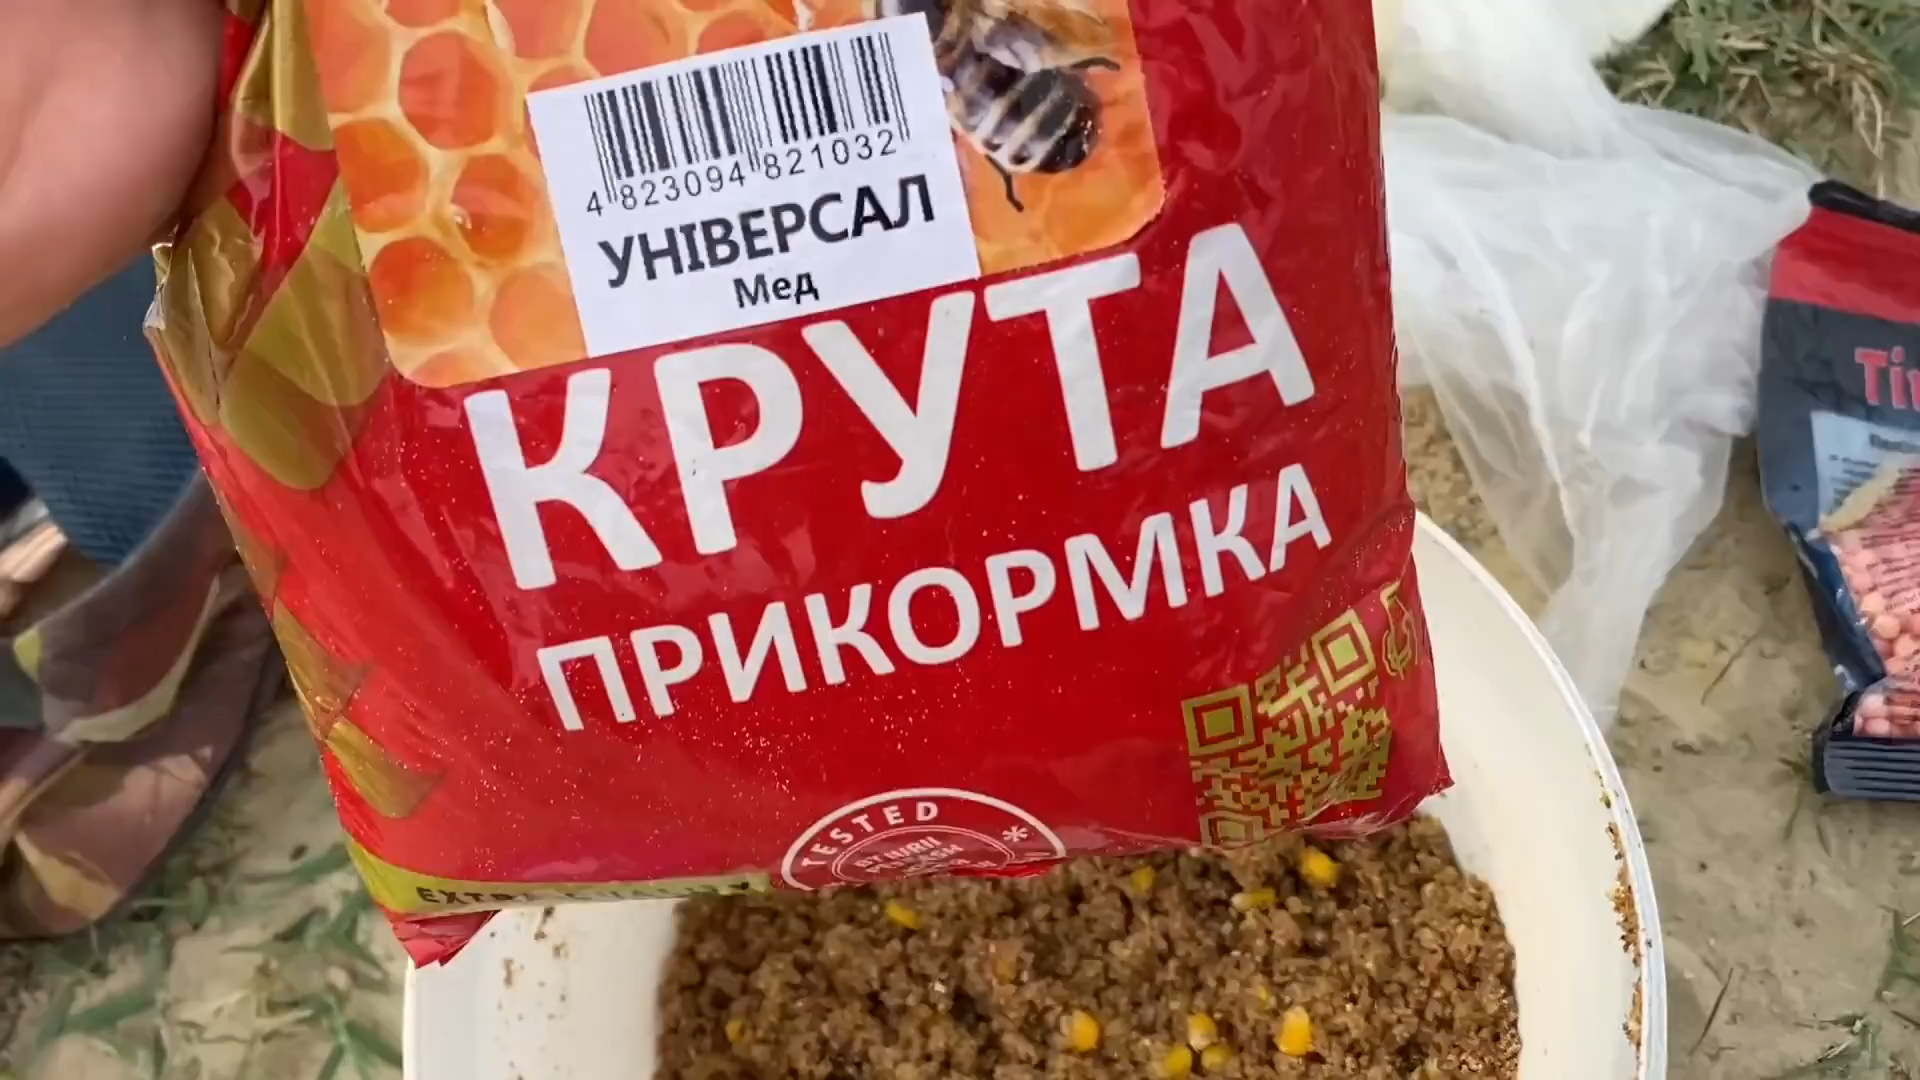 4 823094 821032
УНІВЕРСАЛ
Мед
КРУТА
ПРИКОРМКА
TESTED